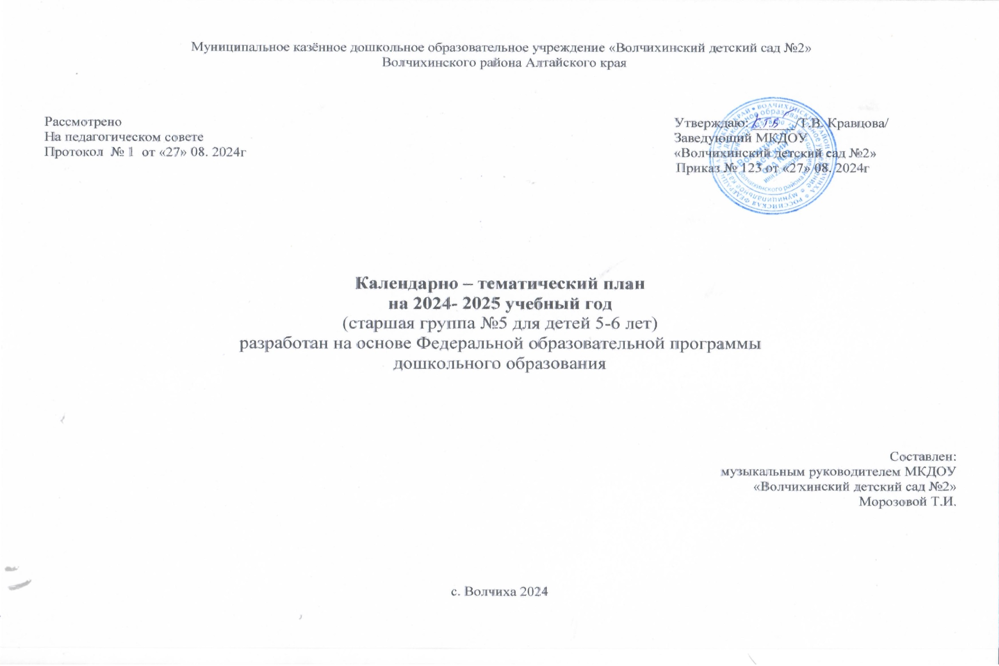 Муниципальное казённое дошкольное образовательное учреждение «Волчихинский детский сад №2»
Волчихинского района Алтайского края
Рассмотрено
На педагогическом совете
Протокол № 1 от «27» 08. 2024г
Утверждаю: К.Т.В /Т.В. Кравцова/
Заведующий МКДОУ
«Волчихинский детский сад №2»
Приказ № 123 от «27» 08. 2024г
Календарно – тематический план
на 2024- 2025 учебный год
(старшая группа №5 для детей 5-6 лет)
разработан на основе Федеральной образовательной программы
дошкольного образования
Составлен:
музыкальным руководителем МКДОУ
«Волчихинский детский сад №2»
Морозовой Т.И.
с. Волчиха 2024